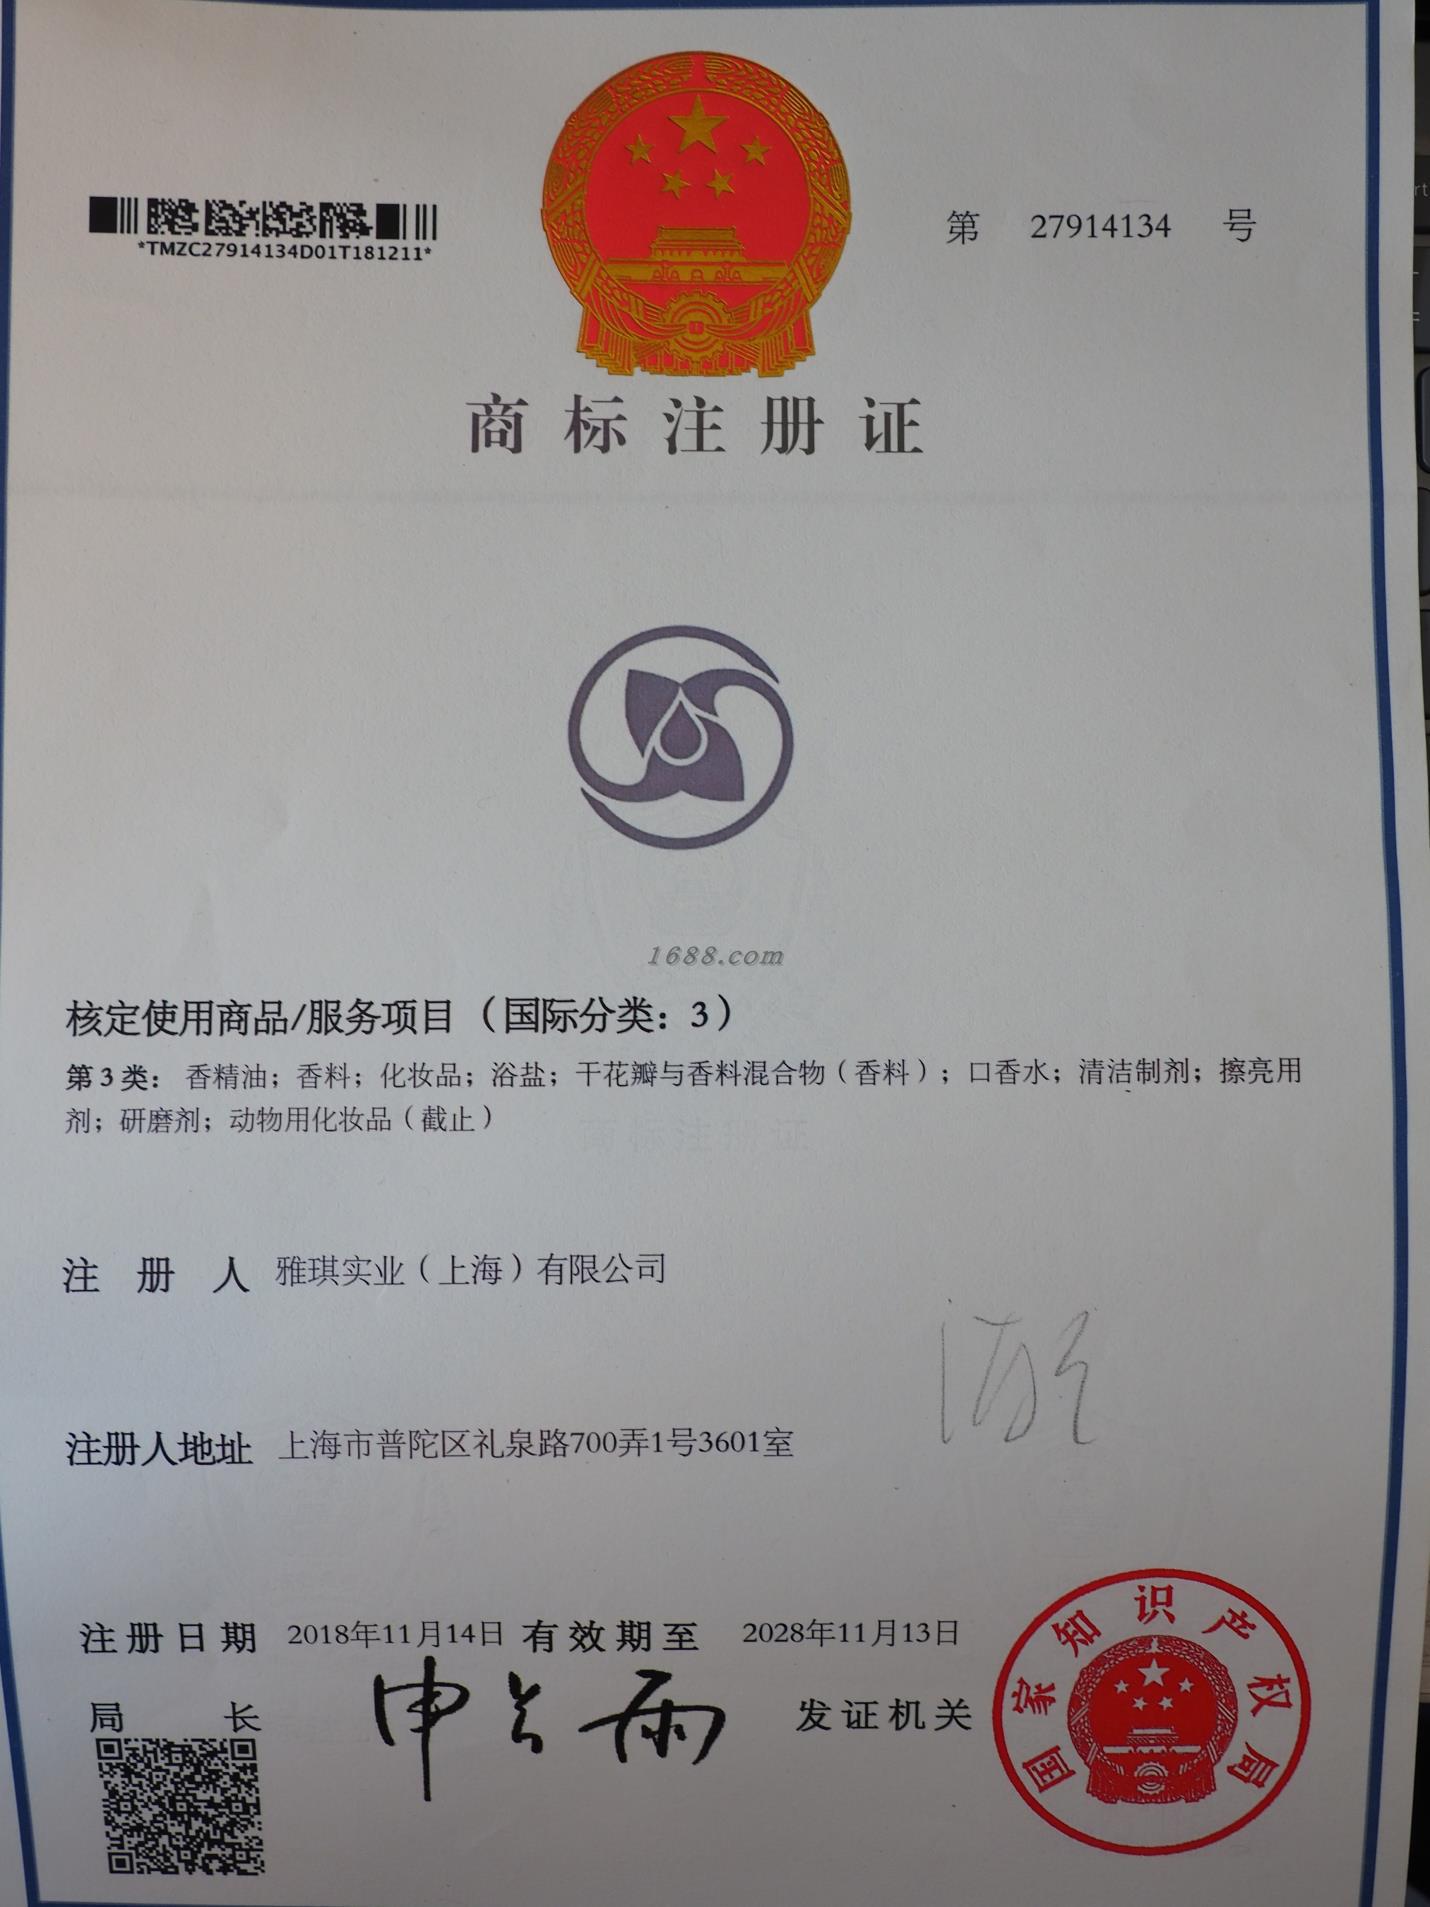 第 27914134 号
*TMZC27914134D01T181211*
商标注册证
1688.com
核定使用商品/服务项目（国际分类：3）
第3类：香精油；香料；化妆品；浴盐；干花瓣与香料混合物（香料）；口香水；清洁制剂；擦亮用
剂；研磨剂；动物用化妆品（截止）
注册人 雅琪实业（上海）有限公司
注册人地址 上海市普陀区礼泉路700弄1号3601室
注册日期 2018年11月14日 有效期至 2028年11月13日
局长 申长雨 发证机关
国家知识产权局